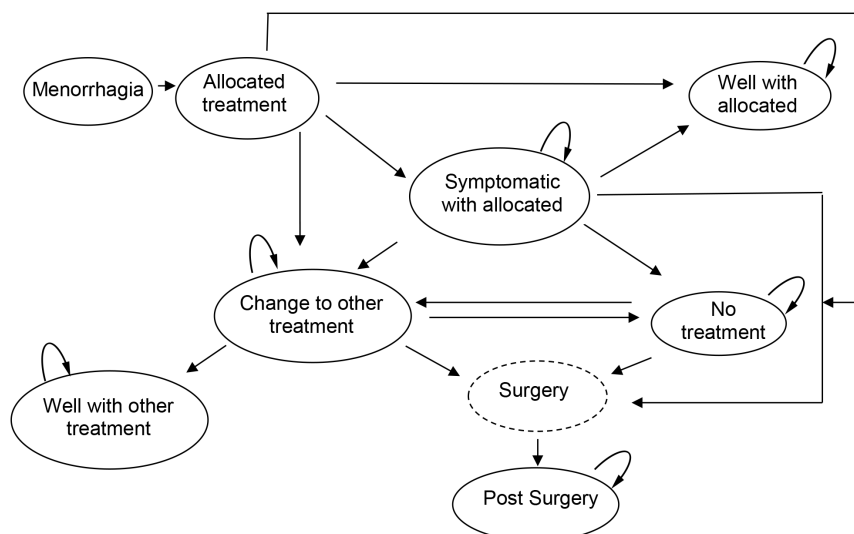 Menorrhagia
Allocated
treatment
Well with
allocated
Symptomatic
with allocated
Change to other
treatment
No
treatment
Well with other
treatment
Surgery
Post Surgery